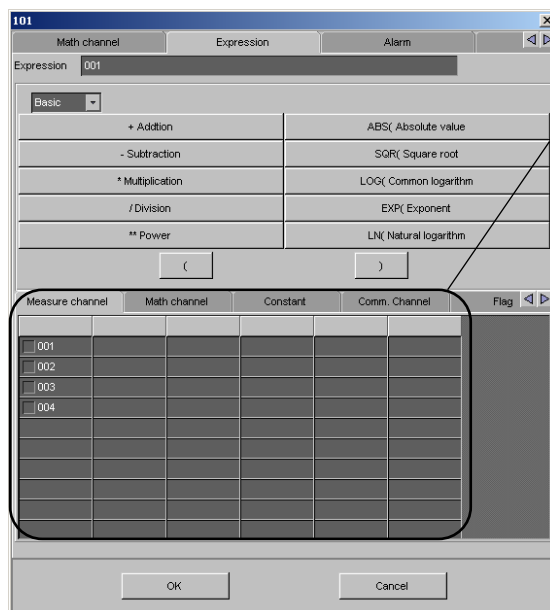 101
Math channel Expression Alarm
Expression 001
Basic
+ Addtion ABS( Absolute value
- Subtraction SQR( Square root
* Multiplication LOG( Common logarithm
/ Division EXP( Exponent
** Power LN( Natural logarithm
( )
Measure channel Math channel Constant Comm. Channel Flag
001
002
003
004
OK Cancel